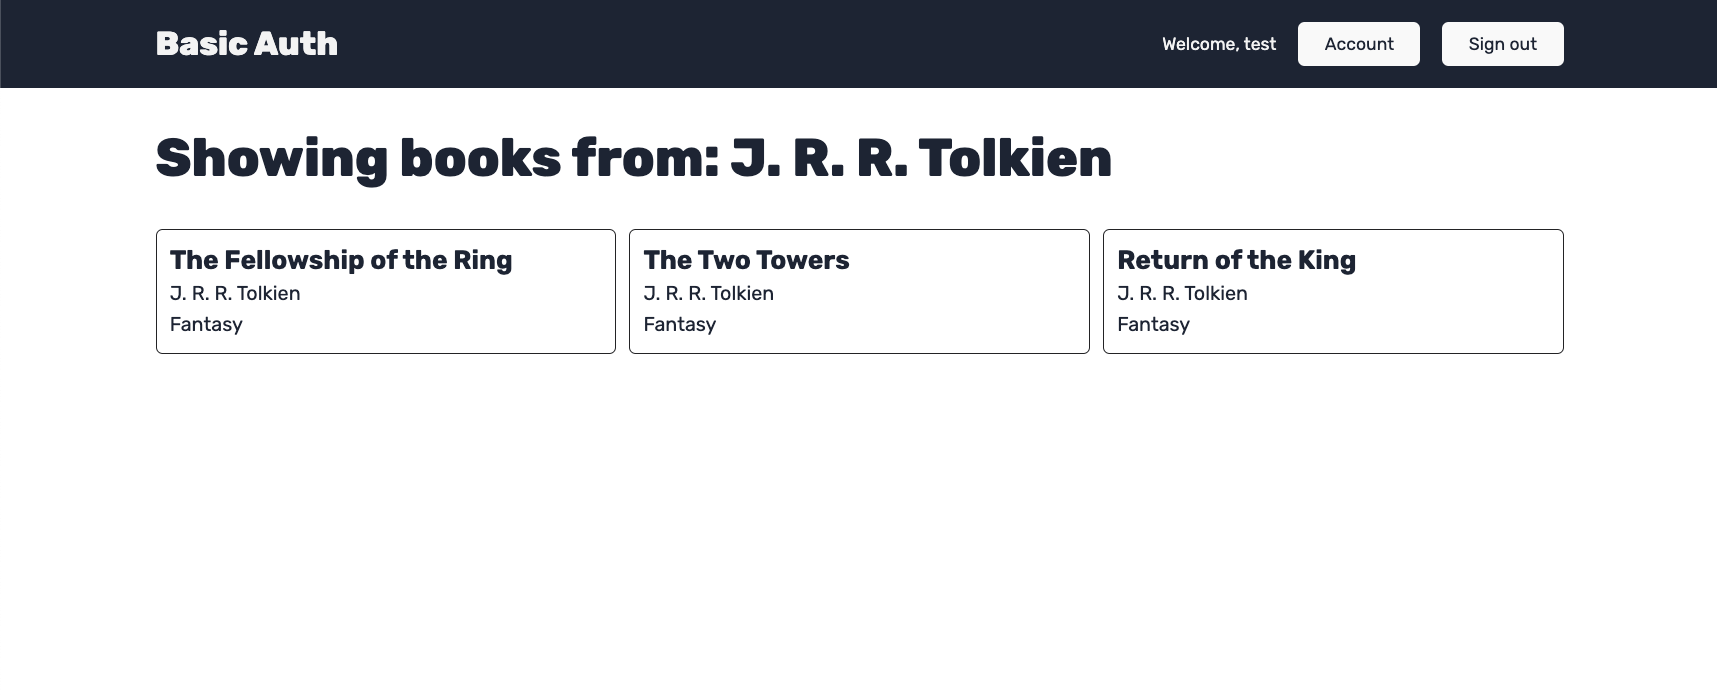 Basic Auth
Welcome, test
Account
Sign out
Showing books from: J. R. R. Tolkien
The Fellowship of the Ring
J. R. R. Tolkien
Fantasy
The Two Towers
J. R. R. Tolkien
Fantasy
Return of the King
J. R. R. Tolkien
Fantasy